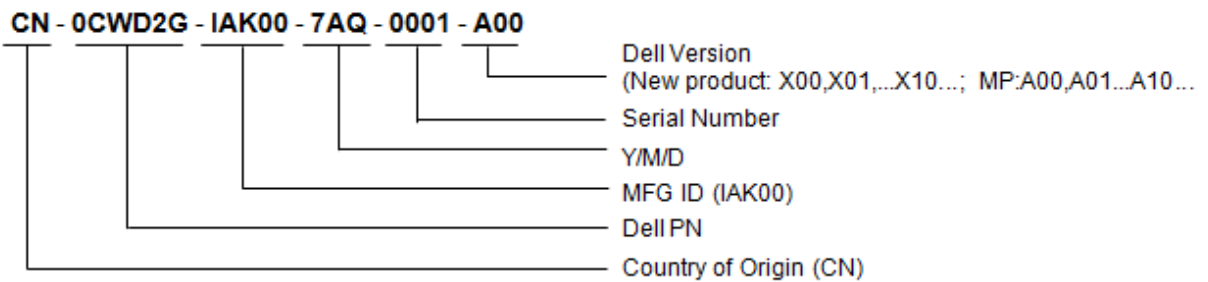 CN - 0CWD2G - IAK00 - 7AQ - 0001 - A00
Dell Version
(New product: X00,X01,...X10...; MP:A00,A01...A10...
Serial Number
Y/M/D
MFG ID (IAK00)
Dell PN
Country of Origin (CN)